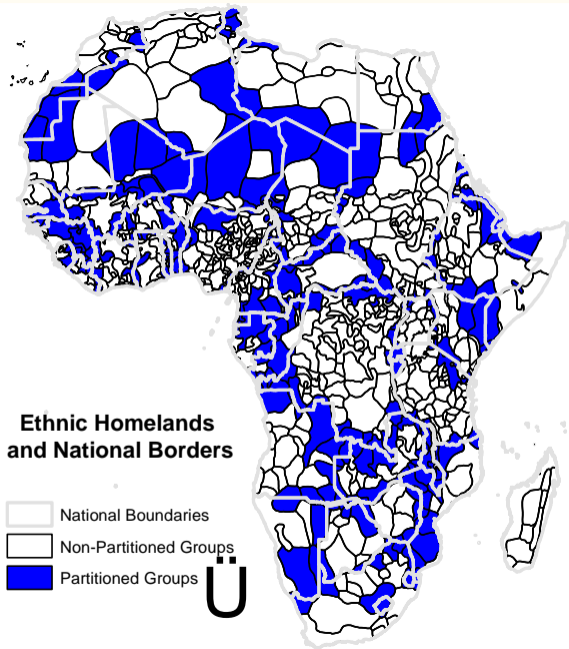 Ethnic Homelands
and National Borders
National Boundaries
Non-Partitioned Groups
Partitioned Groups
Ü